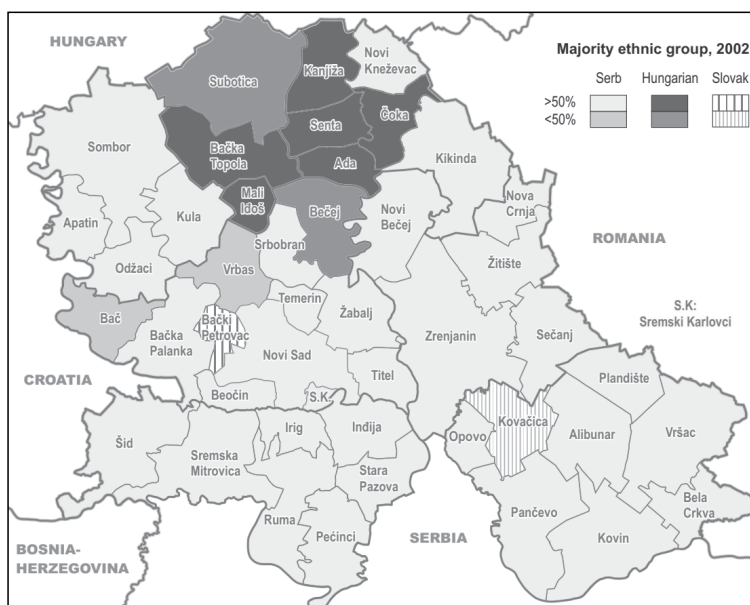 HUNGARY
Majority ethnic group, 2002
Serb
Hungarian
Slovak
>50%
<50%
Subotica
Kanjiža
Novi
Kneževac
Sombor
Bačka
Topola
Senta
Čoka
Ada
Kikinda
Mali
Iđoš
Apatin
Kula
Bečej
Novi
Bečej
Nova
Crnja
ROMANIA
Srbobran
Odžaci
Vrbas
Žitište
Temerin
Žabalj
Bač
Bačka
Palanka
Bački
Petrovac
Novi Sad
Zrenjanin
Sečanj
S.K:
Sremski Karlovci
Titel
CROATIA
Beočin
S.K
Plandište
Kovačica
Opovo
Alibunar
Vršac
Šid
Sremska
Mitrovica
Irig
Inđija
Stara
Pazova
Ruma
Pećinci
Pančevo
Bela
Crkva
Kovin
SERBIA
BOSNIA-
HERZEGOVINA